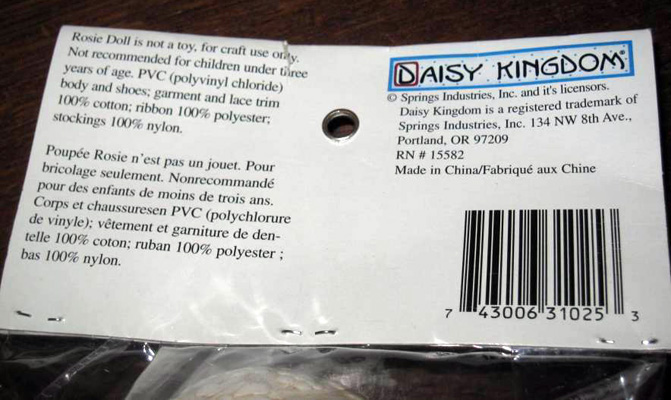 Rosie Doll is not a toy, for craft use only.
Not recommended for children under three
years of age. PVC (polyvinyl chloride)
body and shoes; garment and lace trim
100% cotton; ribbon 100% polyester;
stockings 100% nylon.
Poupée Rosie n'est pas un jouet. Pour
bricolage seulement. Nonrecommandé
pour des enfants de moins de trois ans.
Corps et chaussuresen PVC (polychlorure
de vinyle); vêtement et garniture de den-
telle 100% coton; ruban 100% polyester ;
bas 100% nylon.
DAISY KINGDOM®
© Springs Industries, Inc. and it's licensors.
Daisy Kingdom is a registered trademark of
Springs Industries, Inc. 134 NW 8th Ave.,
Portland, OR 97209
RN # 15582
Made in China/Fabriqué aux Chine
7 43006 31025 3